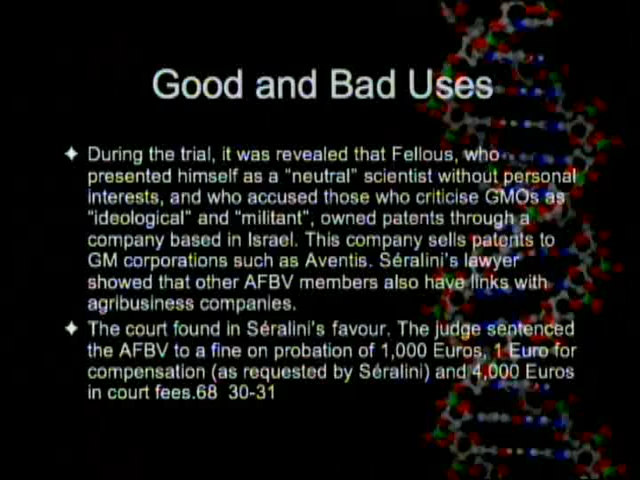 Good and Bad Uses
During the trial, it was revealed that Fellous, who
presented himself as a "neutral" scientist without personal
interests, and who accused those who criticise GMOs as
"ideological" and "militant", owned patents through a
company based in Israel. This company sells patents to
GM corporations such as Aventis. Séralini's lawyer
showed that other AFBV members also have links with
agribusiness companies.
The court found in Séralini's favour. The judge sentenced
the AFBV to a fine on probation of 1,000 Euros, 1 Euro for
compensation (as requested by Séralini) and 4,000 Euros
in court fees.68 30-31